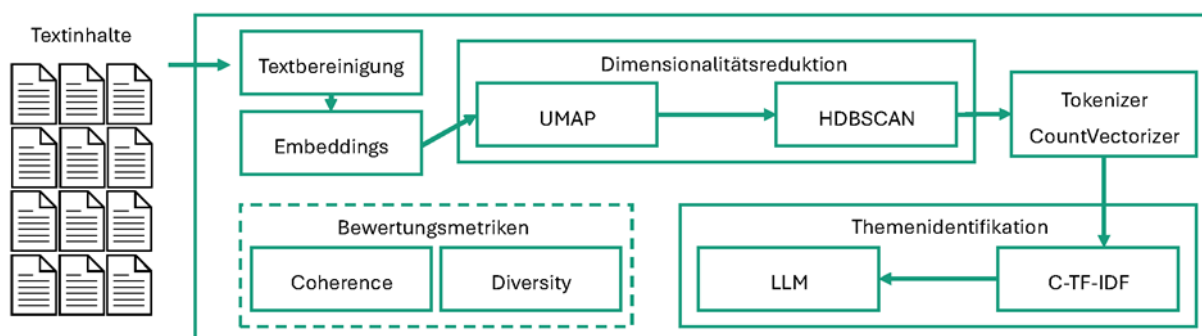 Textinhalte
Textbereinigung
Embeddings
Dimensionalitätsreduktion
UMAP
HDBSCAN
Tokenizer
CountVectorizer
Bewertungsmetriken
Coherence
Diversity
Themenidentifikation
LLM
C-TF-IDF